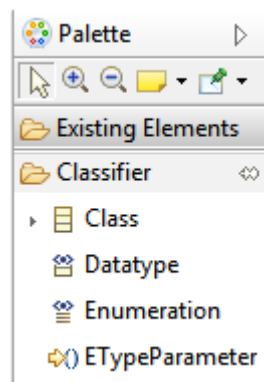 Palette
Existing Elements
Classifier
Class
Datatype
Enumeration
ETypeParameter